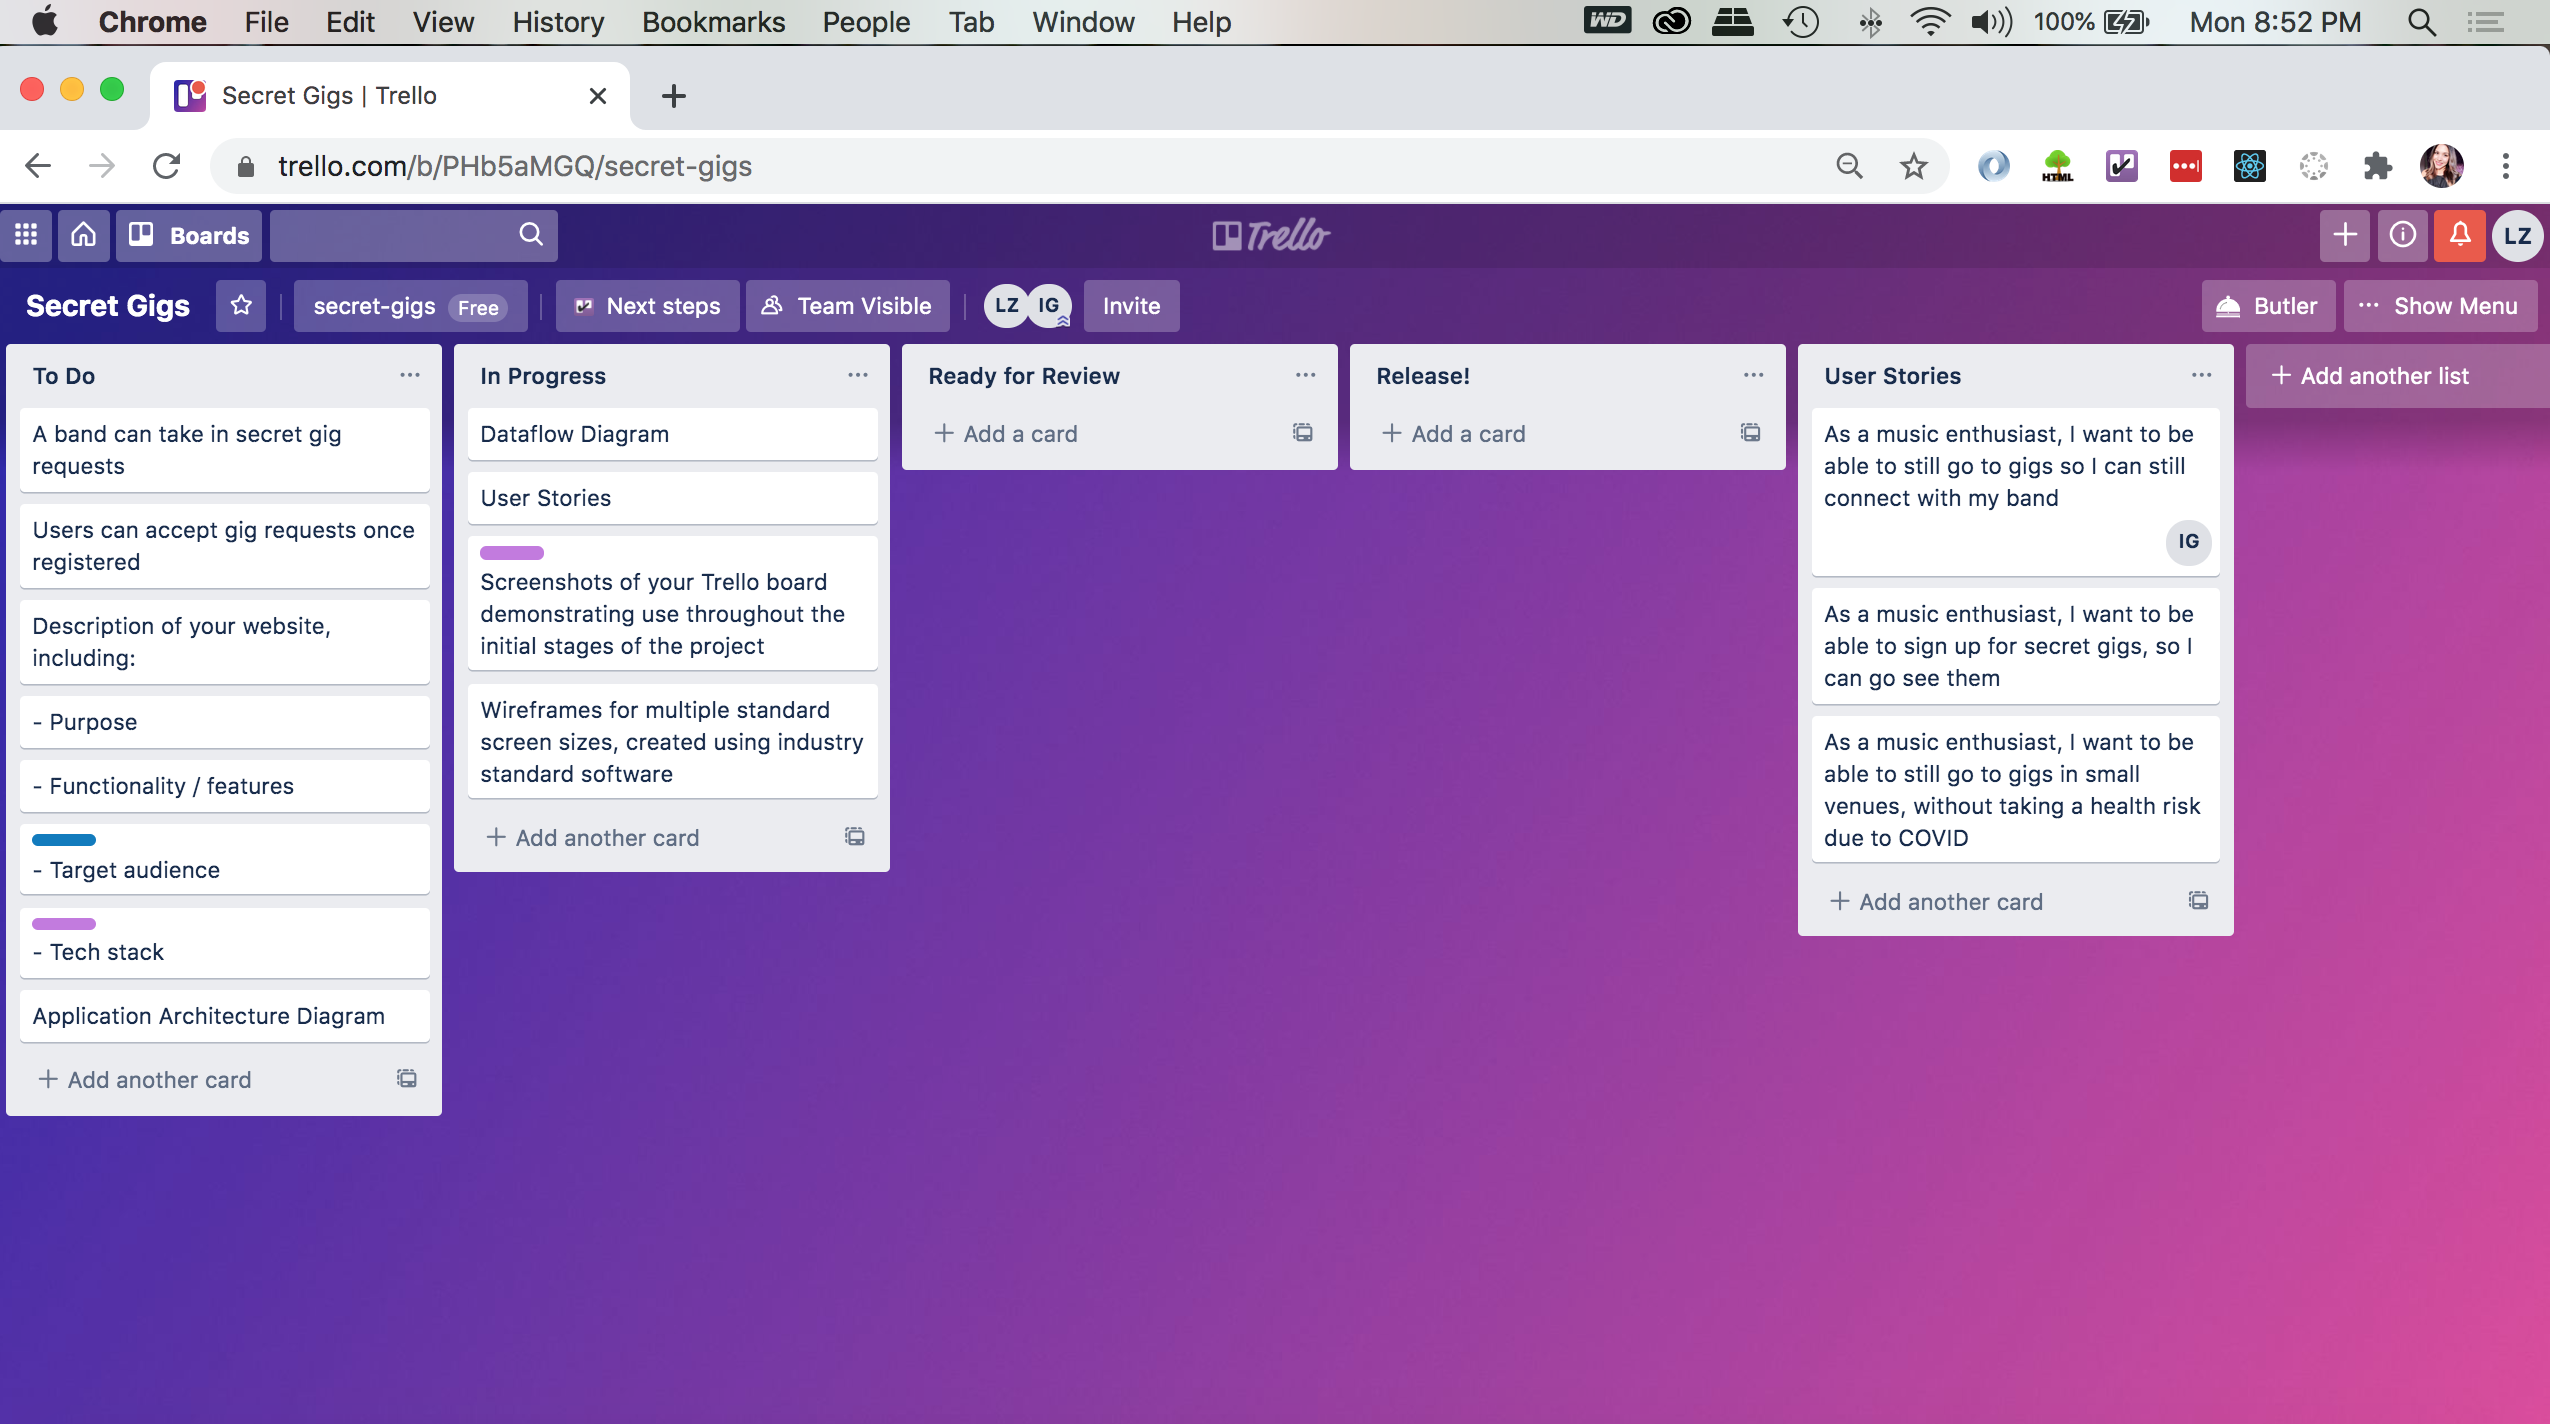 Chrome File Edit View History Bookmarks People Tab Window Help WD 100% Mon 8:52 PM
Secret Gigs | Trello
trello.com/b/PHb5aMGQ/secret-gigs HTML
Boards Trello LZ
Secret Gigs secret-gigs Free Next steps Team Visible LZ IG Invite Butler Show Menu
To Do
A band can take in secret gig
requests
Users can accept gig requests once
registered
Description of your website,
including:
- Purpose
- Functionality / features
- Target audience
- Tech stack
Application Architecture Diagram
+ Add another card
In Progress
Dataflow Diagram
User Stories
Screenshots of your Trello board
demonstrating use throughout the
initial stages of the project
Wireframes for multiple standard
screen sizes, created using industry
standard software
+ Add another card
Ready for Review
+ Add a card
Release!
+ Add a card
User Stories
As a music enthusiast, I want to be
able to still go to gigs so I can still
connect with my band
IG
As a music enthusiast, I want to be
able to sign up for secret gigs, so I
can go see them
As a music enthusiast, I want to be
able to still go to gigs in small
venues, without taking a health risk
due to COVID
+ Add another card
+ Add another list